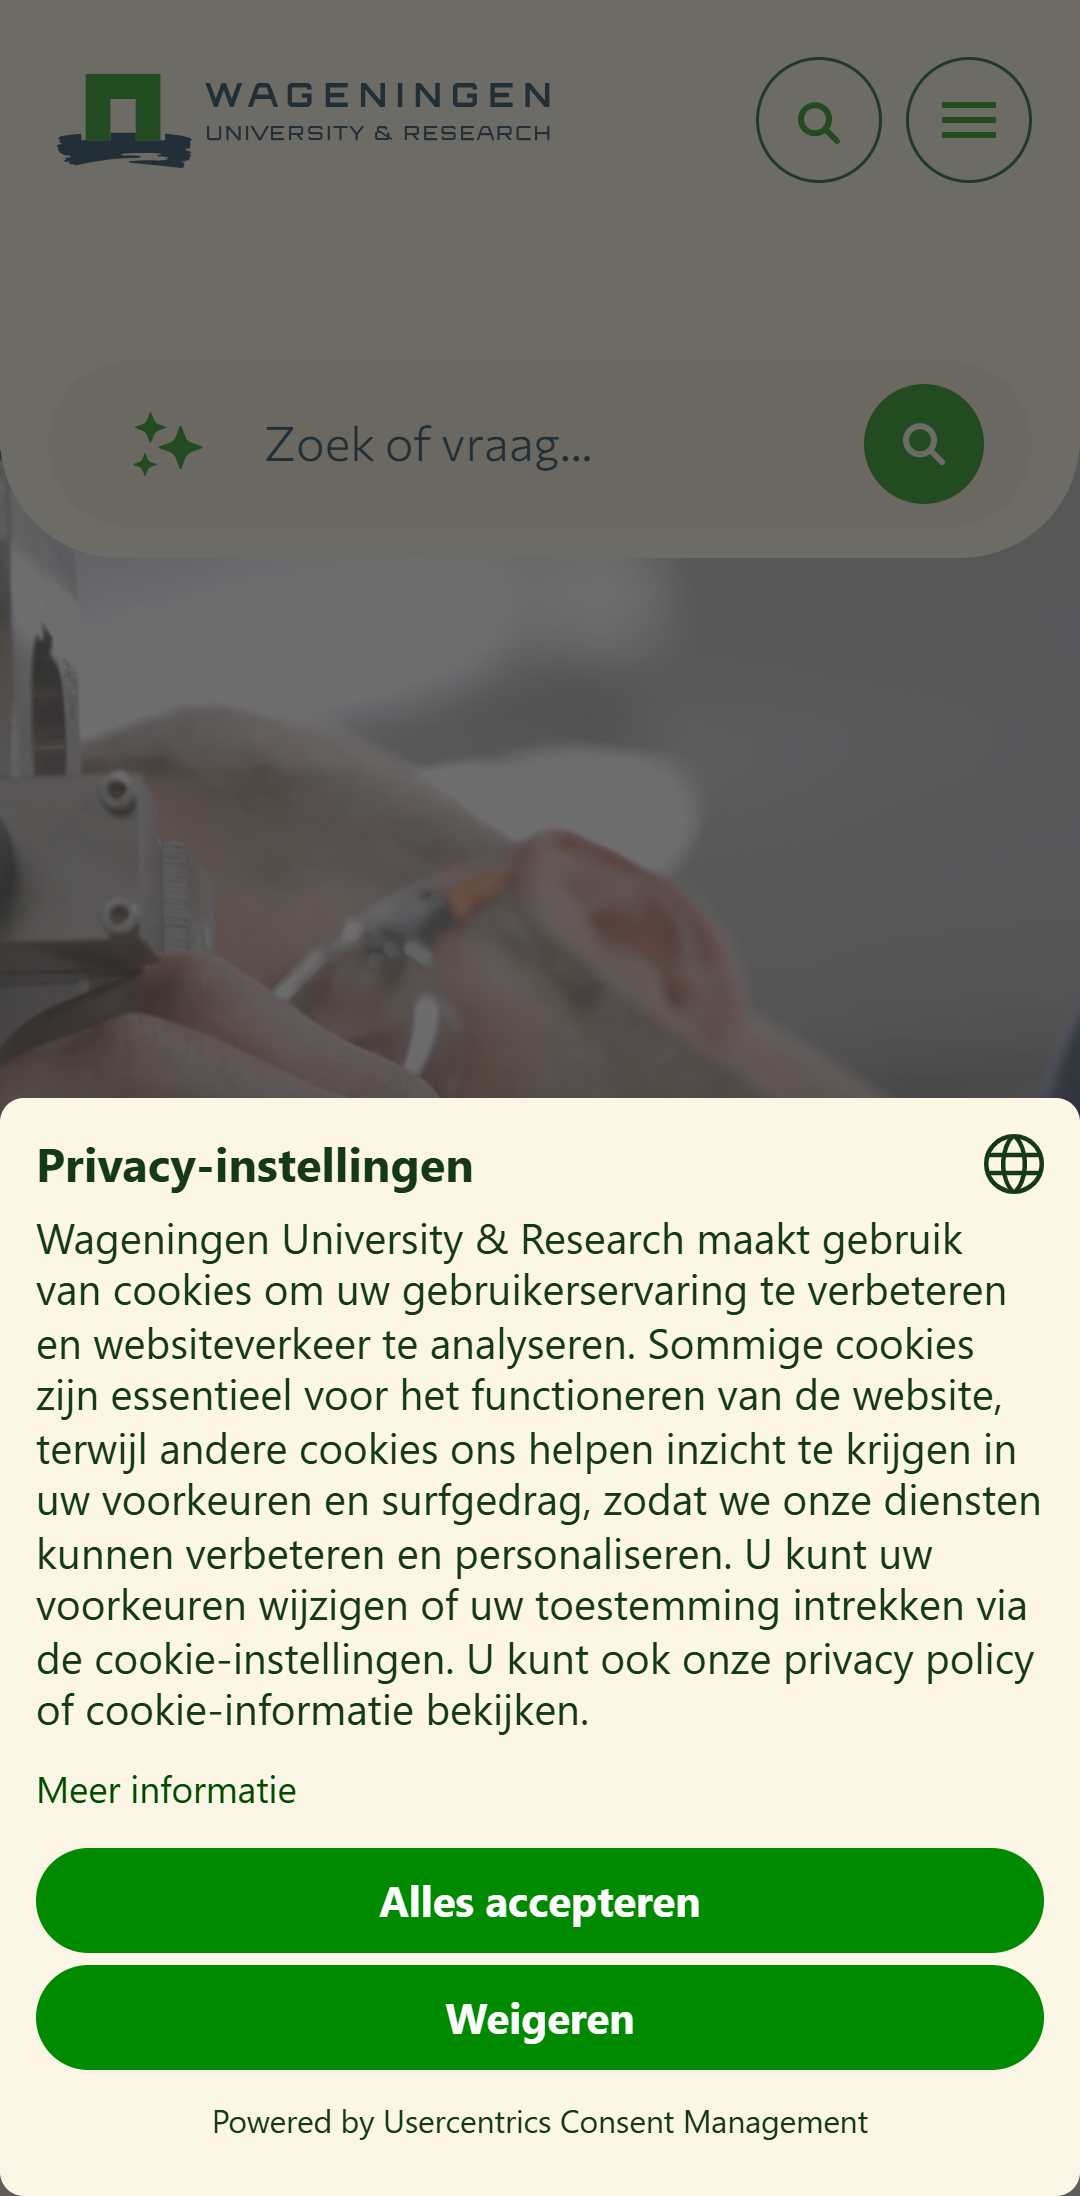 WAGENINGEN
UNIVERSITY & RESEARCH
Zoek of vraag...
Privacy-instellingen
Wageningen University & Research maakt gebruik
van cookies om uw gebruikerservaring te verbeteren
en websiteverkeer te analyseren. Sommige cookies
zijn essentieel voor het functioneren van de website,
terwijl andere cookies ons helpen inzicht te krijgen in
uw voorkeuren en surfgedrag, zodat we onze diensten
kunnen verbeteren en personaliseren. U kunt uw
voorkeuren wijzigen of uw toestemming intrekken via
de cookie-instellingen. U kunt ook onze privacy policy
of cookie-informatie bekijken.
Meer informatie
Alles accepteren
Weigeren
Powered by Usercentrics Consent Management